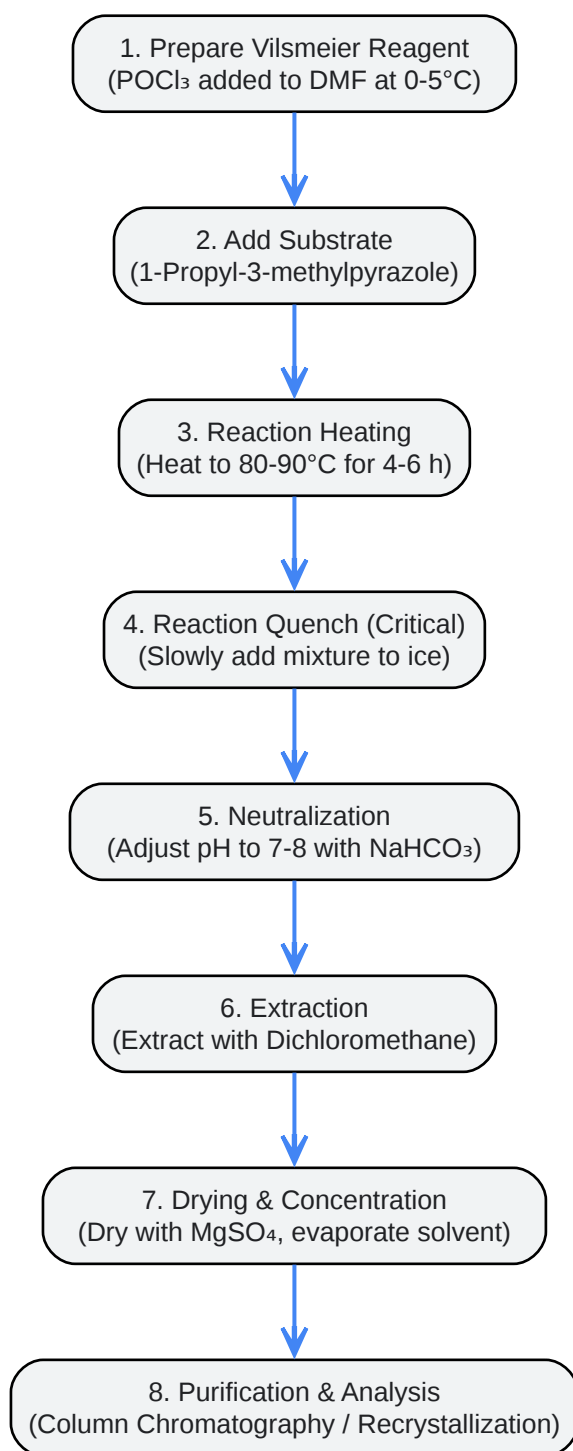 1. Prepare Vilsmeier Reagent
(POCl₃ added to DMF at 0-5°C)
2. Add Substrate
(1-Propyl-3-methylpyrazole)
3. Reaction Heating
(Heat to 80-90°C for 4-6 h)
4. Reaction Quench (Critical)
(Slowly add mixture to ice)
5. Neutralization
(Adjust pH to 7-8 with NaHCO₃)
6. Extraction
(Extract with Dichloromethane)
7. Drying & Concentration
(Dry with MgSO₄, evaporate solvent)
8. Purification & Analysis
(Column Chromatography / Recrystallization)